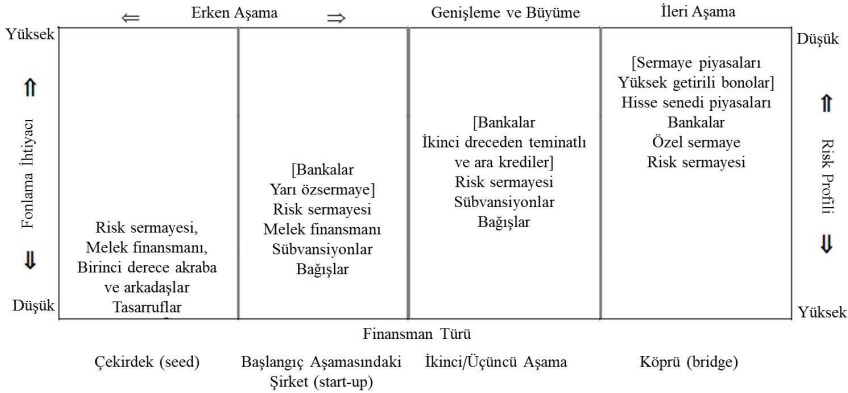 ⇐ Erken Aşama ⇒
Genişleme ve Büyüme
İleri Aşama
Yüksek
Fonlama İhtiyacı
Düşük
Risk sermayesi,
Melek finansmanı,
Birinci derece akraba
ve arkadaşlar
Tasarruflar
[Bankalar
Yarı özsermaye]
Risk sermayesi
Melek finansmanı
Sübvansiyonlar
Bağışlar
[Bankalar
İkinci dreceden teminatlı
ve ara krediler]
Risk sermayesi
Sübvansiyonlar
Bağışlar
[Sermaye piyasaları
Yüksek getirili bonolar]
Hisse senedi piyasaları
Bankalar
Özel sermaye
Risk sermayesi
Düşük
Risk Profili
Yüksek
Finansman Türü
Çekirdek (seed)
Başlangıç Aşamasındaki
Şirket (start-up)
İkinci/Üçüncü Aşama
Köprü (bridge)